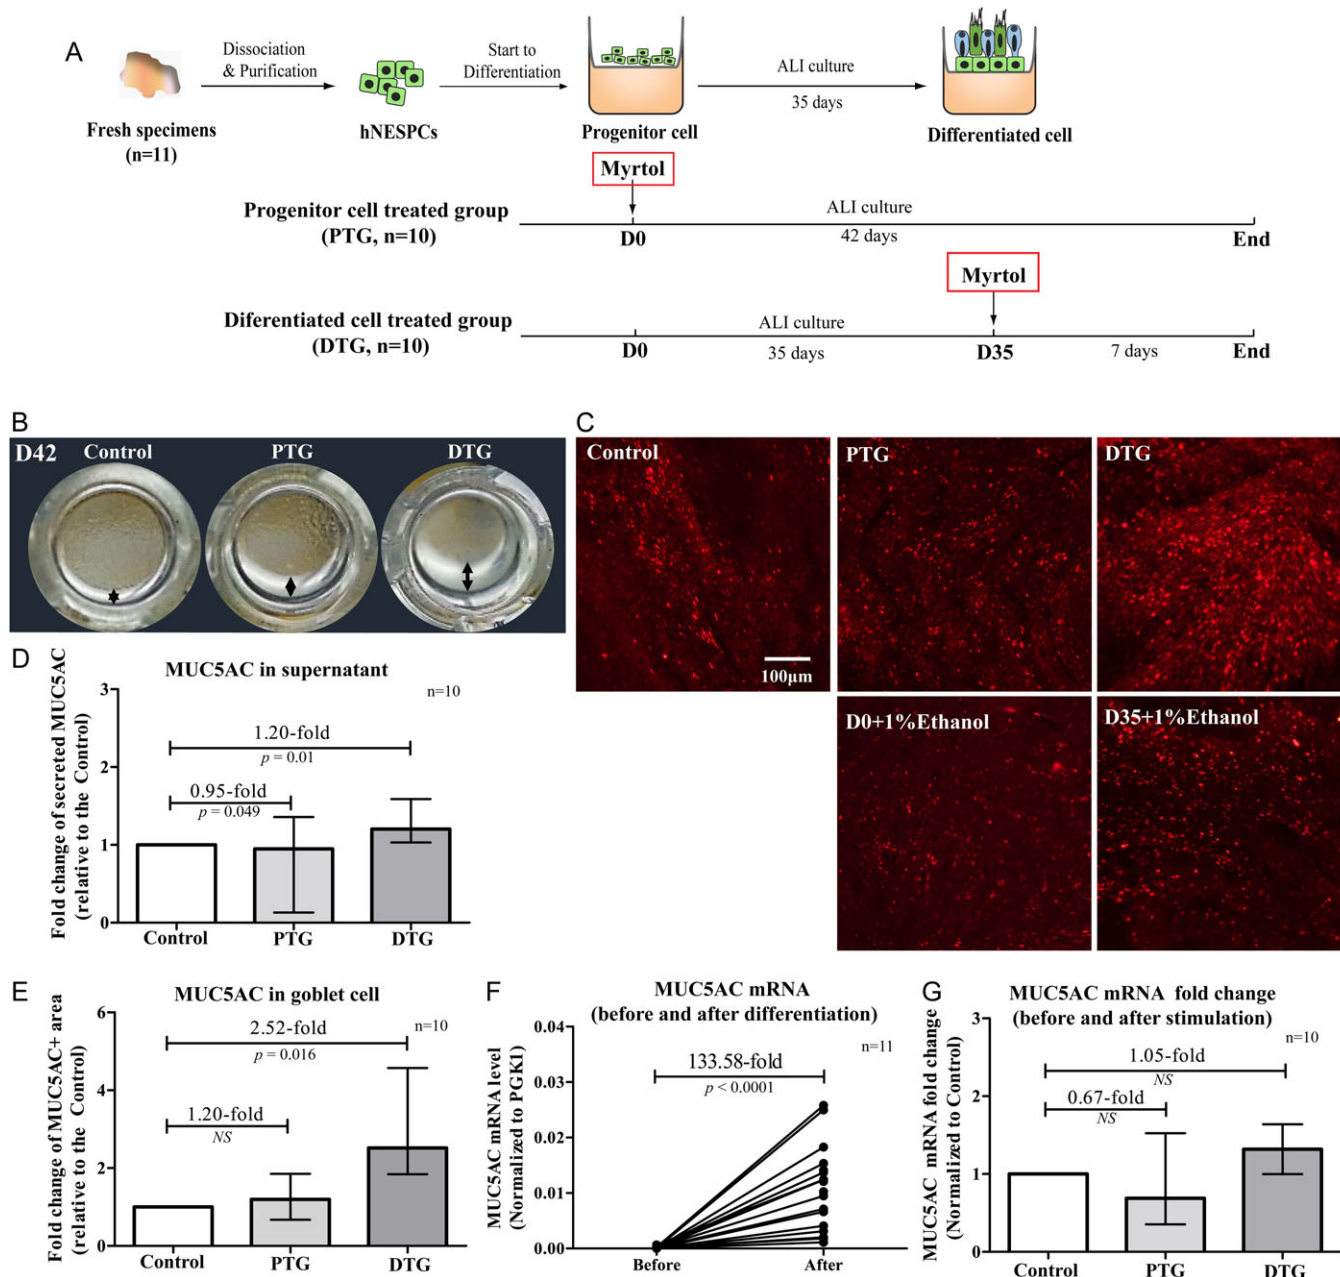 A
Dissociation
& Purification
Start to
Differentiation
ALI culture
35 days
Fresh specimens
(n=11)
hNESPCs
Progenitor cell
Differentiated cell
Myrtol
Progenitor cell treated group
(PTG, n=10)
ALI culture
D0
42 days
End
Myrtol
Diferentiated cell treated group
(DTG, n=10)
ALI culture
D0
35 days
D35
7 days
End
B
D42
Control
PTG
DTG
C
Control
100µm
PTG
DTG
D0+1%Ethanol
D35+1%Ethanol
D
MUC5AC in supernatant
n=10
Fold change of secreted MUC5AC
(relative to the Control)
3
2
1
0
1.20-fold
p = 0.01
0.95-fold
p = 0.049
Control
PTG
DTG
E
MUC5AC in goblet cell
n=10
Fold change of MUC5AC+ area
(relative to the Control)
6
4
2
0
2.52-fold
p = 0.016
1.20-fold
NS
Control
PTG
DTG
F
MUC5AC mRNA
(before and after differentiation)
n=11
MUC5AC mRNA level
(Normalized to PGK1)
0.04
0.03
0.02
0.01
0.00
133.58-fold
p < 0.0001
Before
After
G
MUC5AC mRNA fold change
(before and after stimulation)
n=10
MUC5AC mRNA fold change
(Normalized to Control)
3
2
1
0
1.05-fold
NS
0.67-fold
NS
Control
PTG
DTG